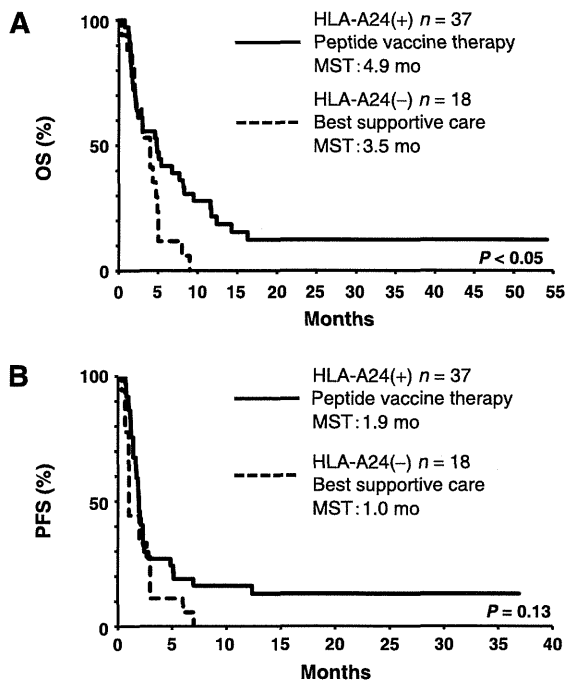 A
HLA-A24(+) n = 37
Peptide vaccine therapy
MST : 4.9 mo
HLA-A24(−) n = 18
Best supportive care
MST : 3.5 mo
OS (%)
100
50
0
P < 0.05
0 5 10 15 20 25 30 35 40 45 50 55
Months
B
HLA-A24(+) n = 37
Peptide vaccine therapy
MST : 1.9 mo
HLA-A24(−) n = 18
Best supportive care
MST : 1.0 mo
PFS (%)
100
50
0
P = 0.13
0 5 10 15 20 25 30 35 40
Months